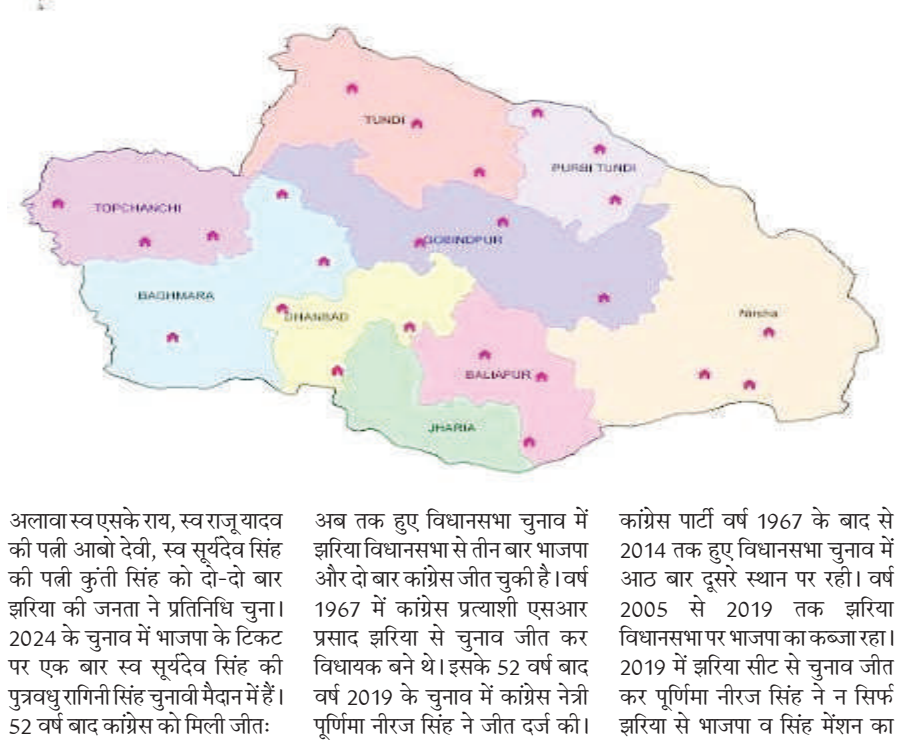 TUNDI
PURBI TUNDI
TOPCHANCHI
GOBINDPUR
BAGHMARA
DHANBAD
Nirsha
BALIAPUR
JHARIA
अलावा स्व एसके राय, स्व राजू यादव
की पत्नी आबो देवी, स्व सूर्यदेव सिंह
की पत्नी कुंती सिंह को दो-दो बार
झरिया की जनता ने प्रतिनिधि चुना।
2024 के चुनाव में भाजपा के टिकट
पर एक बार स्व सूर्यदेव सिंह की
पुत्रवधु रागिनी सिंह चुनावी मैदान में हैं।
52 वर्ष बाद कांग्रेस को मिली जीतः
अब तक हुए विधानसभा चुनाव में
झरिया विधानसभा से तीन बार भाजपा
और दो बार कांग्रेस जीत चुकी है। वर्ष
1967 में कांग्रेस प्रत्याशी एसआर
प्रसाद झरिया से चुनाव जीत कर
विधायक बने थे। इसके 52 वर्ष बाद
वर्ष 2019 के चुनाव में कांग्रेस नेत्री
पूर्णिमा नीरज सिंह ने जीत दर्ज की।
कांग्रेस पार्टी वर्ष 1967 के बाद से
2014 तक हुए विधानसभा चुनाव में
आठ बार दूसरे स्थान पर रही। वर्ष
2005 से 2019 तक झरिया
विधानसभा पर भाजपा का कब्जा रहा।
2019 में झरिया सीट से चुनाव जीत
कर पूर्णिमा नीरज सिंह ने न सिर्फ
झरिया से भाजपा व सिंह मेंशन का